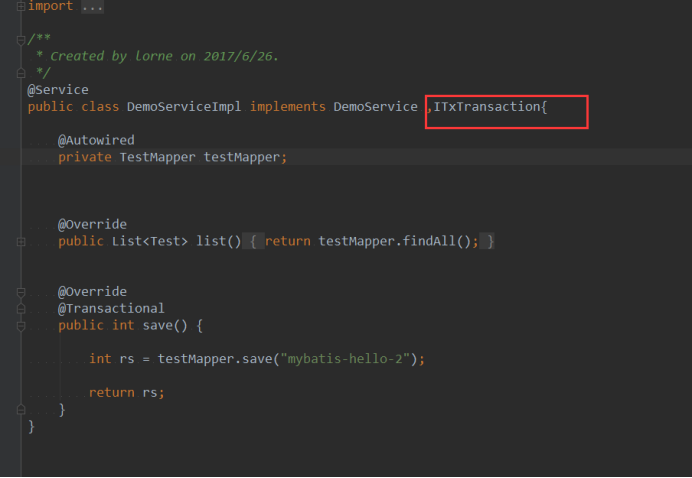 import ...
/**
 * Created by lorne on 2017/6/26.
 */
@Service
public class DemoServiceImpl implements DemoService ,ITxTransaction{
@Autowired
private TestMapper testMapper;
@Override
public List<Test> list() { return testMapper.findAll(); }
@Override
@Transactional
public int save() {
int rs = testMapper.save("mybatis-hello-2");
return rs;
}
}